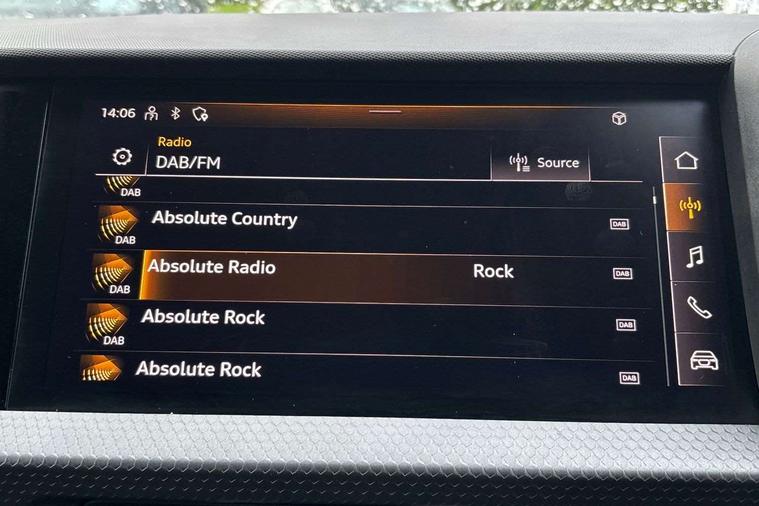 14:06
Radio
DAB/FM
Source
DAB
Absolute Country
DAB
DAB
Absolute Radio
Rock
DAB
DAB
Absolute Rock
DAB
DAB
Absolute Rock
DAB